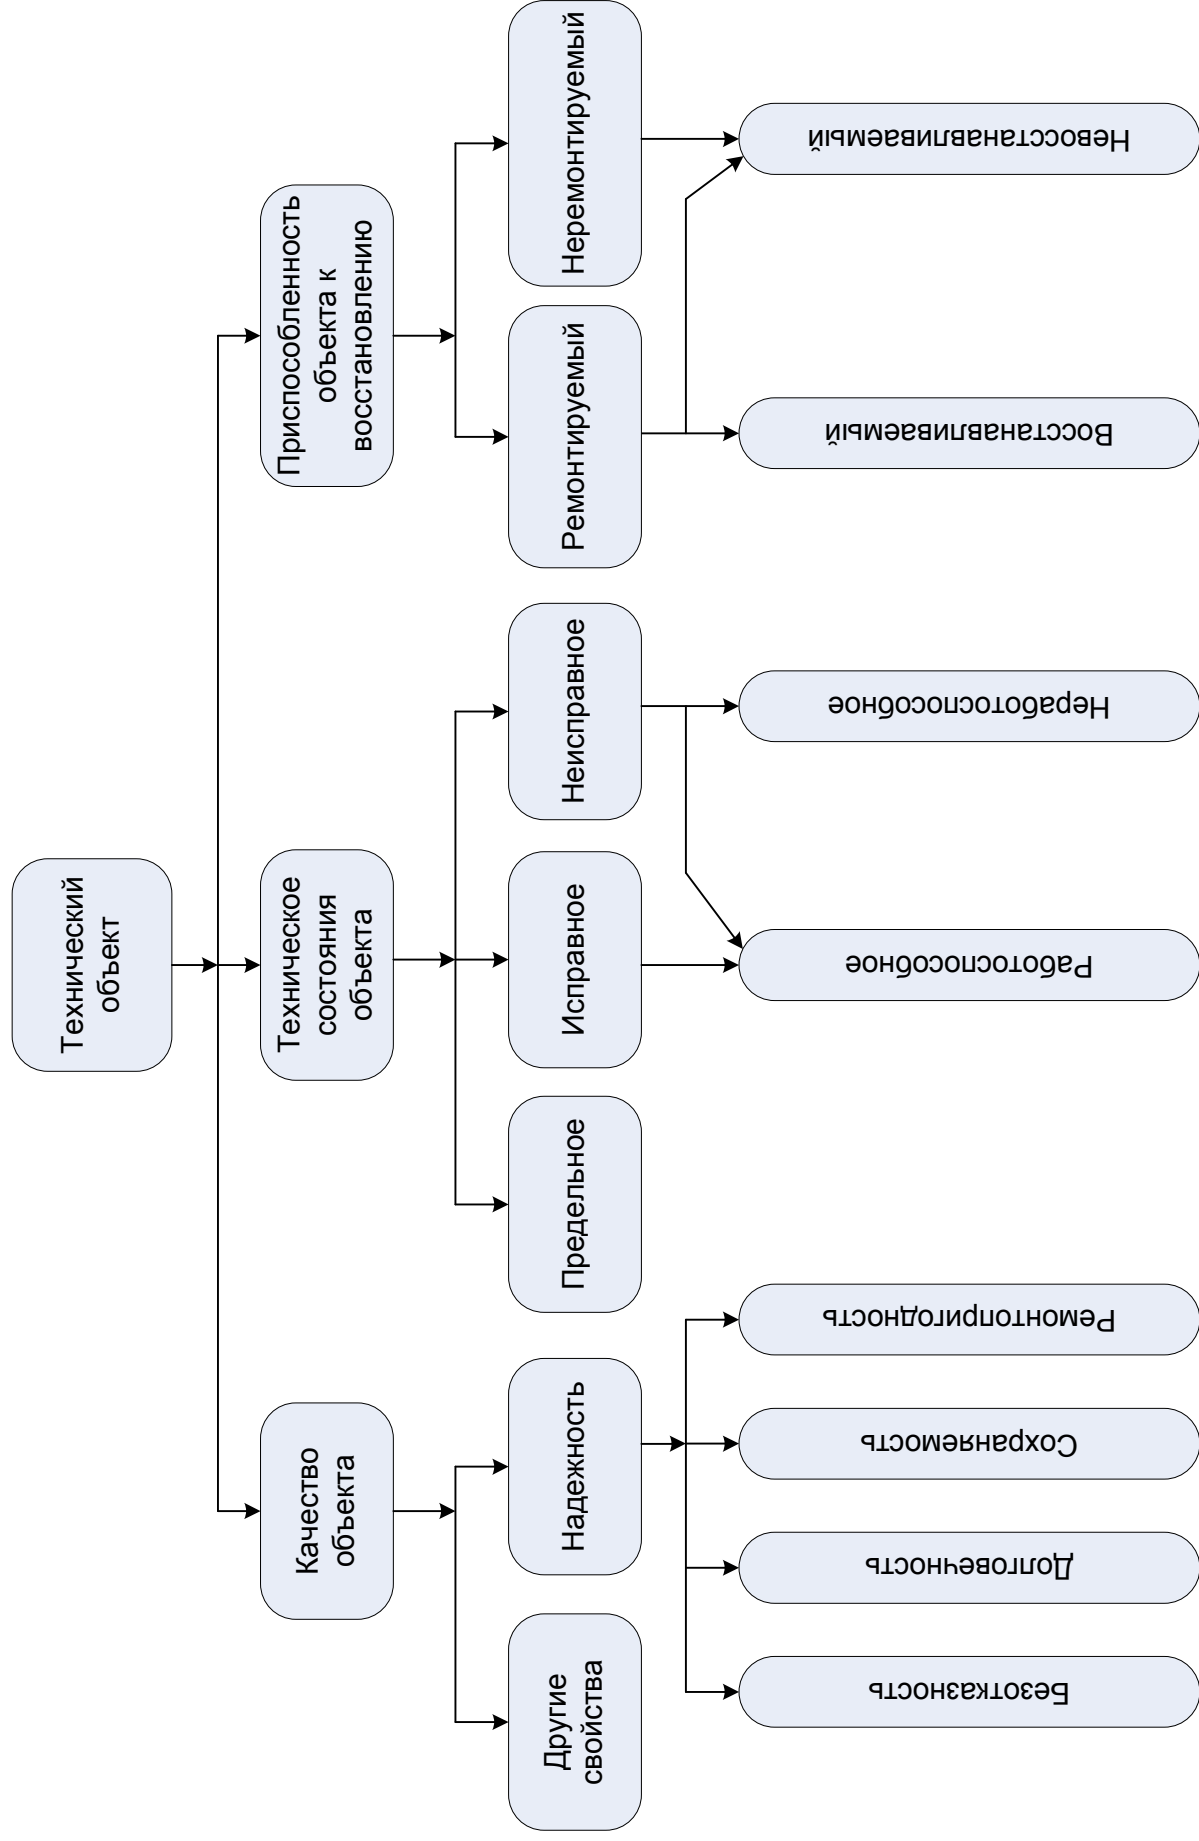 Технический
объект
Качество
объекта
Техническое
состояния
объекта
Приспособленность
объекта к
восстановлению
Другие
свойства
Надежность
Предельное
Исправное
Неисправное
Ремонтируемый
Неремонтируемый
Безотказность
Долговечность
Сохраняемость
Ремонтопригодность
Работоспособное
Неработоспособное
Восстанавливаемый
Невосстанавливаемый